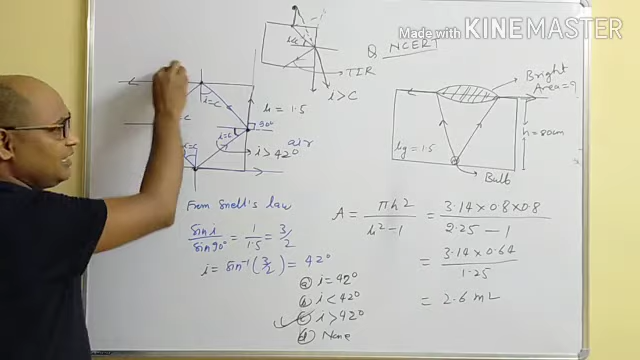 Made with KINEMASTER
Q NCERT
TIR
i>C
i=c
μ = 1.5
90°
air
i=c
i>42°
i=c
c
Bright
Area=?
h=80cm
μg=1.5
Bulb
From Snell's law
sin i / sin 90° = 1/1.5 = 3/2
i = sin⁻¹(3/2) = 42°
a i=42°
b i<42°
c i>42°
d None
A = πh2 / μ²-1 = 3.14×0.8×0.8 / 2.25 - 1
= 3.14×0.64 / 1.25
= 2.6 m2